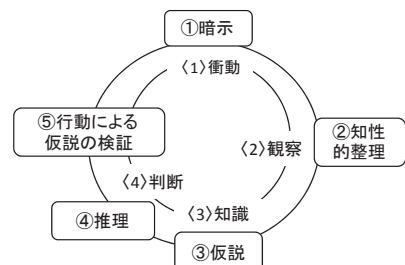 ①暗示
〈1〉衝動
⑤行動による
仮説の検証
〈2〉観察
②知性
的整理
〈4〉判断
④推理
〈3〉知識
③仮説